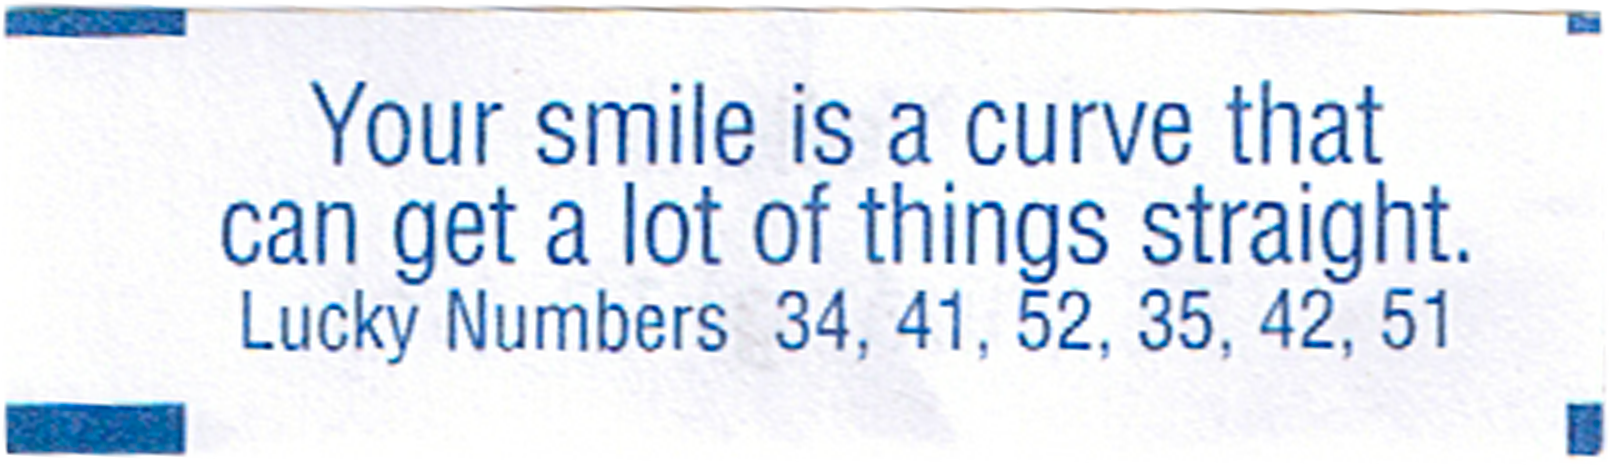 Your smile is a curve that
can get a lot of things straight.
Lucky Numbers 34, 41, 52, 35, 42, 51